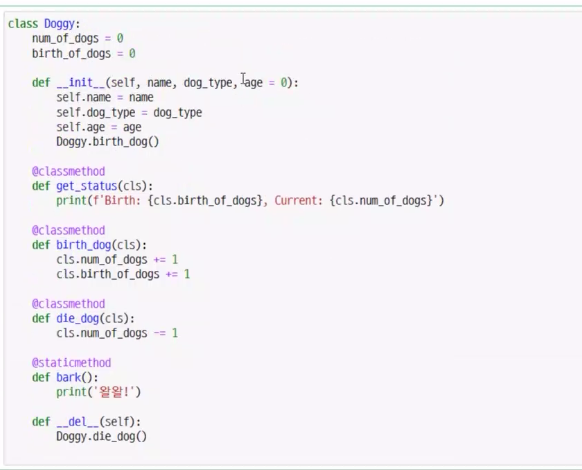 class Doggy:
    num_of_dogs = 0
    birth_of_dogs = 0
    def __init__(self, name, dog_type, age = 0):
        self.name = name
        self.dog_type = dog_type
        self.age = age
        Doggy.birth_dog()
    @classmethod
    def get_status(cls):
        print(f'Birth: {cls.birth_of_dogs}, Current: {cls.num_of_dogs}')
    @classmethod
    def birth_dog(cls):
        cls.num_of_dogs += 1
        cls.birth_of_dogs += 1
    @classmethod
    def die_dog(cls):
        cls.num_of_dogs -= 1
    @staticmethod
    def bark():
        print('왈왈!')
    def __del__(self):
        Doggy.die_dog()